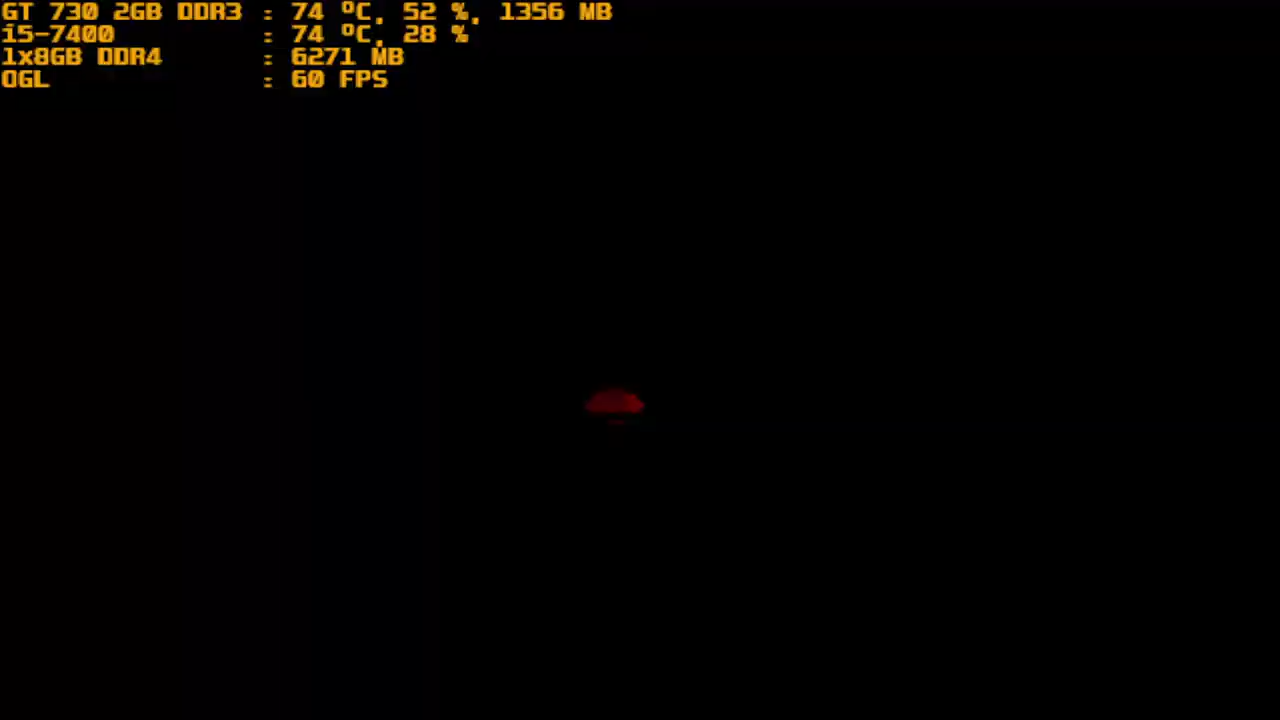 GT 730 2GB DDR3 : 74 ºC, 52 %, 1356 MB
i5-7400 : 74 ºC, 28 %
1x8GB DDR4 : 6271 MB
OGL : 60 FPS